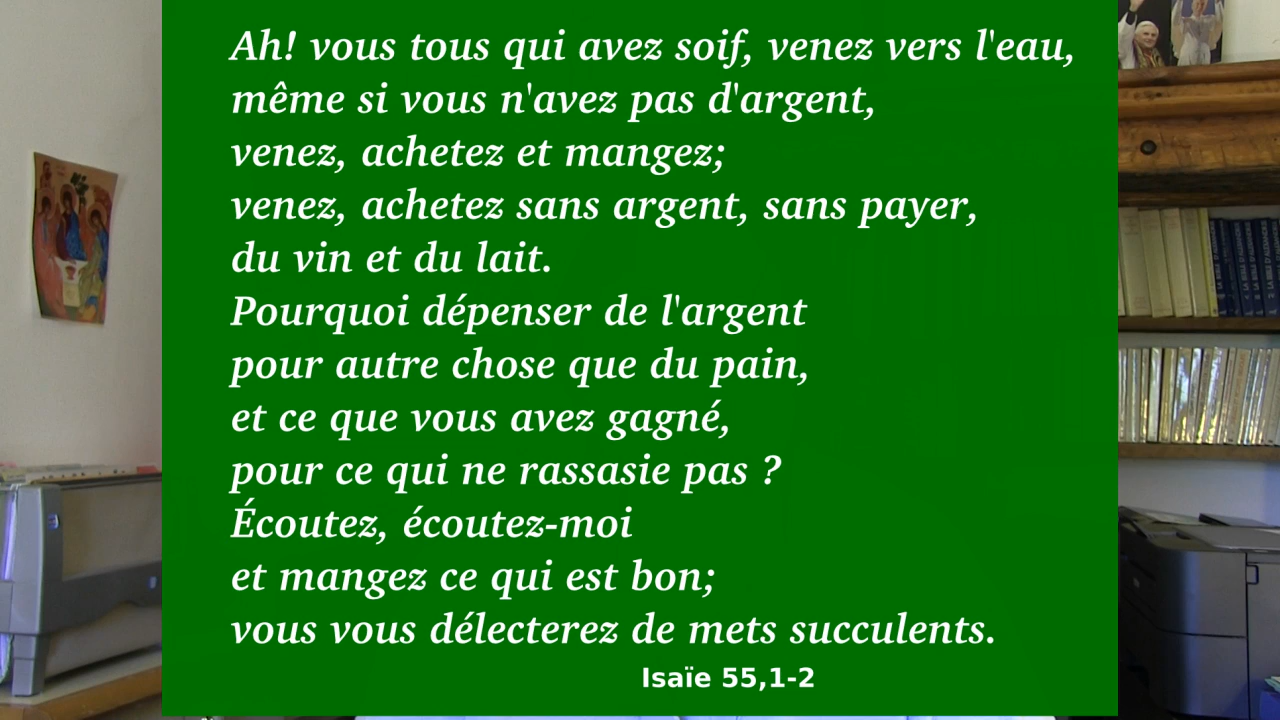 Ah! vous tous qui avez soif, venez vers l'eau,
même si vous n'avez pas d'argent,
venez, achetez et mangez;
venez, achetez sans argent, sans payer,
du vin et du lait.
Pourquoi dépenser de l'argent
pour autre chose que du pain,
et ce que vous avez gagné,
pour ce qui ne rassasie pas ?
Écoutez, écoutez-moi
et mangez ce qui est bon;
vous vous délecterez de mets succulents.
Isaïe 55,1-2
LA BIBLE D'ALEXANDRIE